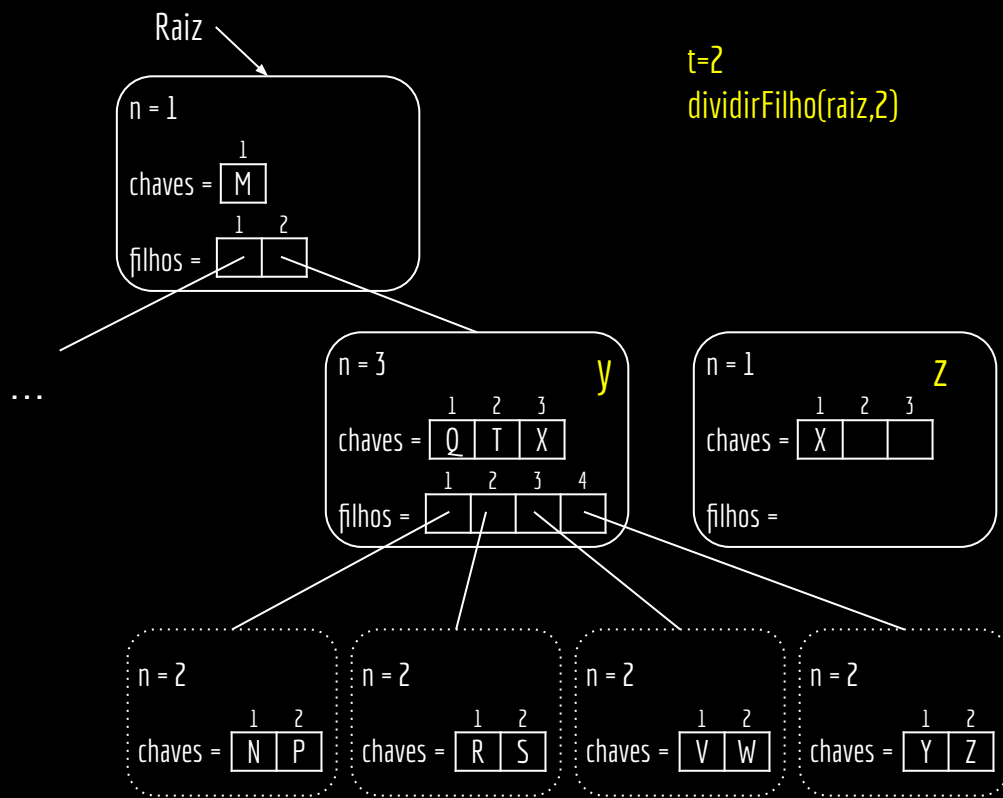 Raiz
t=2
dividirFilho(raiz,2)
n = 1
1
chaves = M
1 2
filhos =
...
n = 3 y
1 2 3
chaves = Q T X
1 2 3 4
filhos =
n = 1 z
1 2 3
chaves = X
filhos =
n = 2
1 2
chaves = N P
n = 2
1 2
chaves = R S
n = 2
1 2
chaves = V W
n = 2
1 2
chaves = Y Z